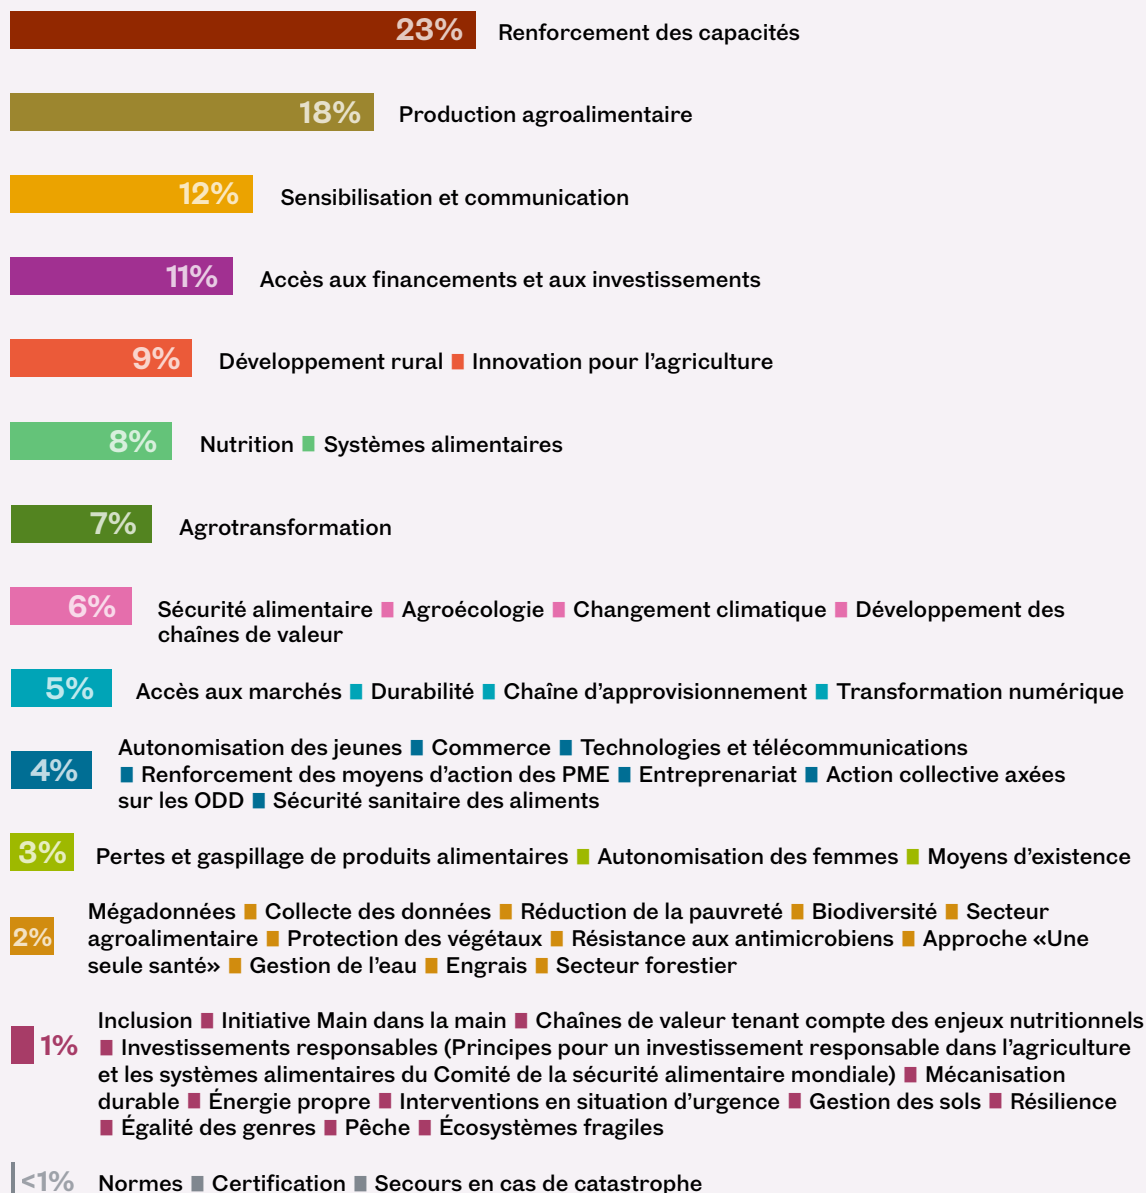 23% Renforcement des capacités
18% Production agroalimentaire
12% Sensibilisation et communication
11% Accès aux financements et aux investissements
9% Développement rural ■ Innovation pour l’agriculture
8% Nutrition ■ Systèmes alimentaires
7% Agrotransformation
6% Sécurité alimentaire ■ Agroécologie ■ Changement climatique ■ Développement des
chaînes de valeur
5% Accès aux marchés ■ Durabilité ■ Chaîne d’approvisionnement ■ Transformation numérique
4% Autonomisation des jeunes ■ Commerce ■ Technologies et télécommunications
■ Renforcement des moyens d’action des PME ■ Entreprenariat ■ Action collective axées
sur les ODD ■ Sécurité sanitaire des aliments
3% Pertes et gaspillage de produits alimentaires ■ Autonomisation des femmes ■ Moyens d’existence
2% Mégadonnées ■ Collecte des données ■ Réduction de la pauvreté ■ Biodiversité ■ Secteur
agroalimentaire ■ Protection des végétaux ■ Résistance aux antimicrobiens ■ Approche «Une
seule santé» ■ Gestion de l’eau ■ Engrais ■ Secteur forestier
1% Inclusion ■ Initiative Main dans la main ■ Chaînes de valeur tenant compte des enjeux nutritionnels
■ Investissements responsables (Principes pour un investissement responsable dans l’agriculture
et les systèmes alimentaires du Comité de la sécurité alimentaire mondiale) ■ Mécanisation
durable ■ Énergie propre ■ Interventions en situation d’urgence ■ Gestion des sols ■ Résilience
■ Égalité des genres ■ Pêche ■ Écosystèmes fragiles
<1% Normes ■ Certification ■ Secours en cas de catastrophe